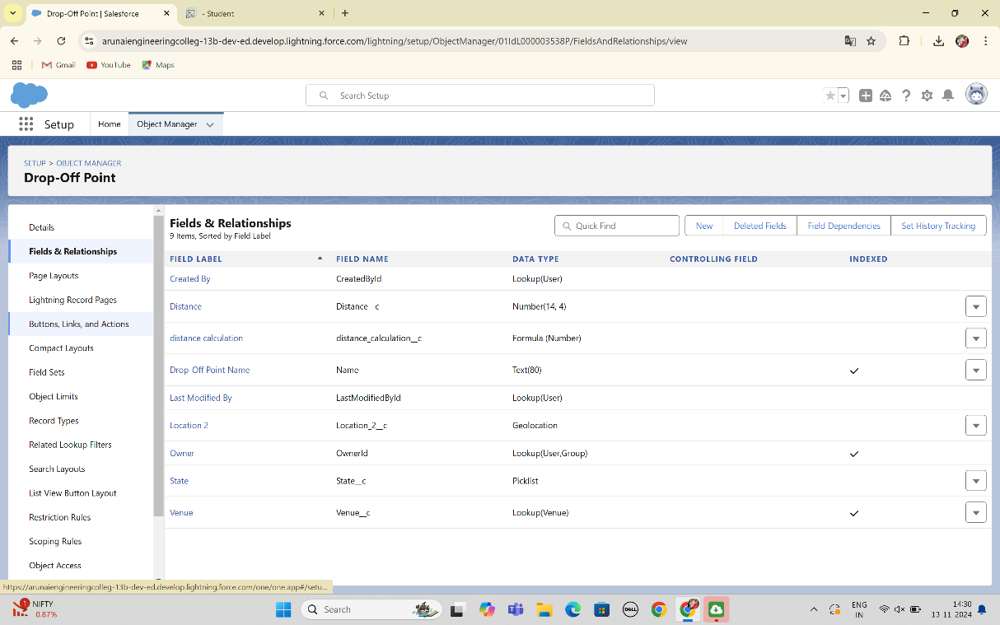 Drop-Off Point | Salesforce
- Student
arunaiengineeringcolleg-13b-dev-ed.develop.lightning.force.com/lightning/setup/ObjectManager/01IdL000003538P/FieldsAndRelationships/view
Gmail
YouTube
Maps
Search Setup
Setup
Home
Object Manager
SETUP > OBJECT MANAGER
Drop-Off Point
Details
Fields & Relationships
Page Layouts
Lightning Record Pages
Buttons, Links, and Actions
Compact Layouts
Field Sets
Object Limits
Record Types
Related Lookup Filters
Search Layouts
List View Button Layout
Restriction Rules
Scoping Rules
Object Access
Fields & Relationships
9 Items, Sorted by Field Label
Quick Find
New
Deleted Fields
Field Dependencies
Set History Tracking
FIELD LABEL FIELD NAME DATA TYPE CONTROLLING FIELD INDEXED
Created By CreatedById Lookup(User)
Distance Distance__c Number(14, 4)
distance calculation distance_calculation__c Formula (Number)
Drop-Off Point Name Name Text(80)
Last Modified By LastModifiedById Lookup(User)
Location 2 Location_2__c Geolocation
Owner OwnerId Lookup(User,Group)
State State__c Picklist
Venue Venue__c Lookup(Venue)
https://arunaiengineeringcolleg-13b-dev-ed.develop.lightning.force.com/one/one.app#/setu...
1
NIFTY
0.87%
Search
DELL
ENG
IN
14:30
13-11-2024